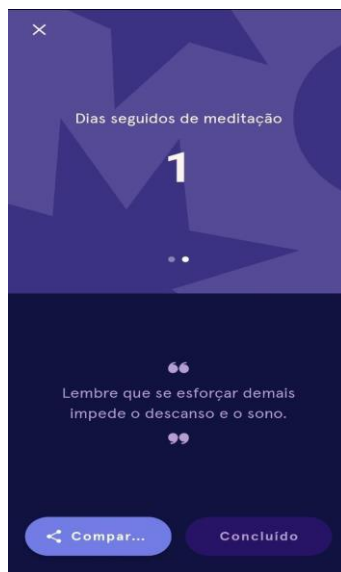 Dias seguidos de meditação
1
❝
Lembre que se esforçar demais
impede o descanso e o sono.
❞
Compar...
Concluído